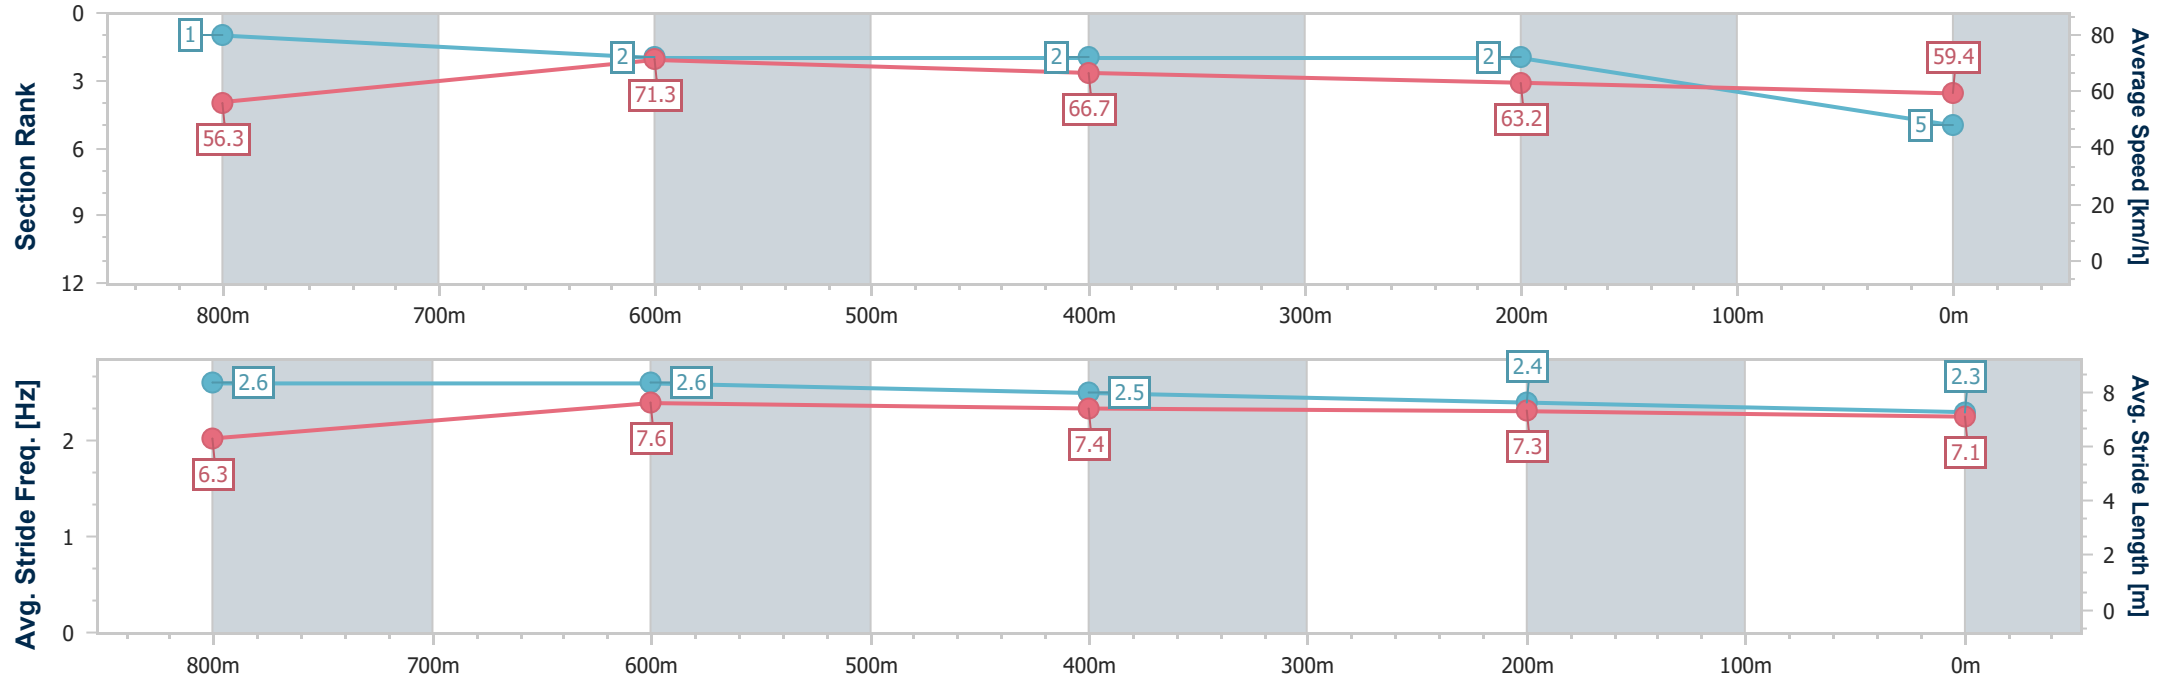 Section Rank
0
3
6
9
12
1
2
2
2
5
56.3
71.3
66.7
63.2
59.4
80
60
40
20
0
Average Speed [km/h]
800m
700m
600m
500m
400m
300m
200m
100m
0m
Avg. Stride Freq. [Hz]
2
1
0
2.6
2.6
2.5
2.4
2.3
6.3
7.6
7.4
7.3
7.1
8
6
4
2
0
Avg. Stride Length [m]
800m
700m
600m
500m
400m
300m
200m
100m
0m